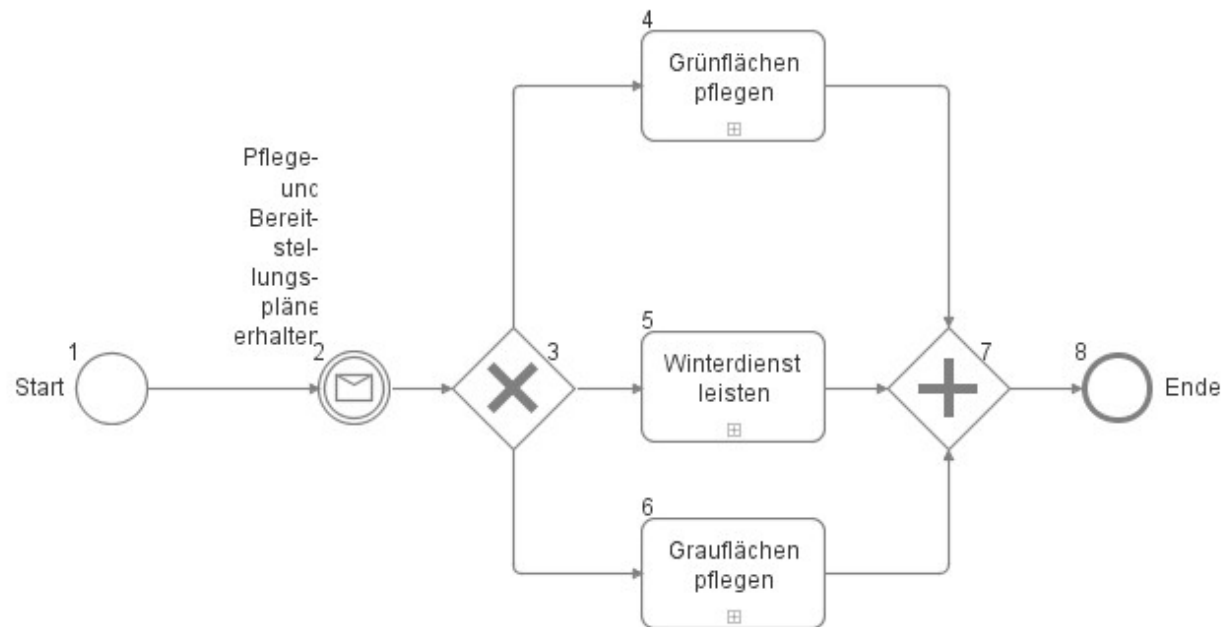 4
Grünflächen
pflegen
Pflege-
und
Bereit-
stel-
lungs-
pläne
erhalten
1
Start
2
3
5
Winterdienst
leisten
7
8
Ende
6
Grauflächen
pflegen